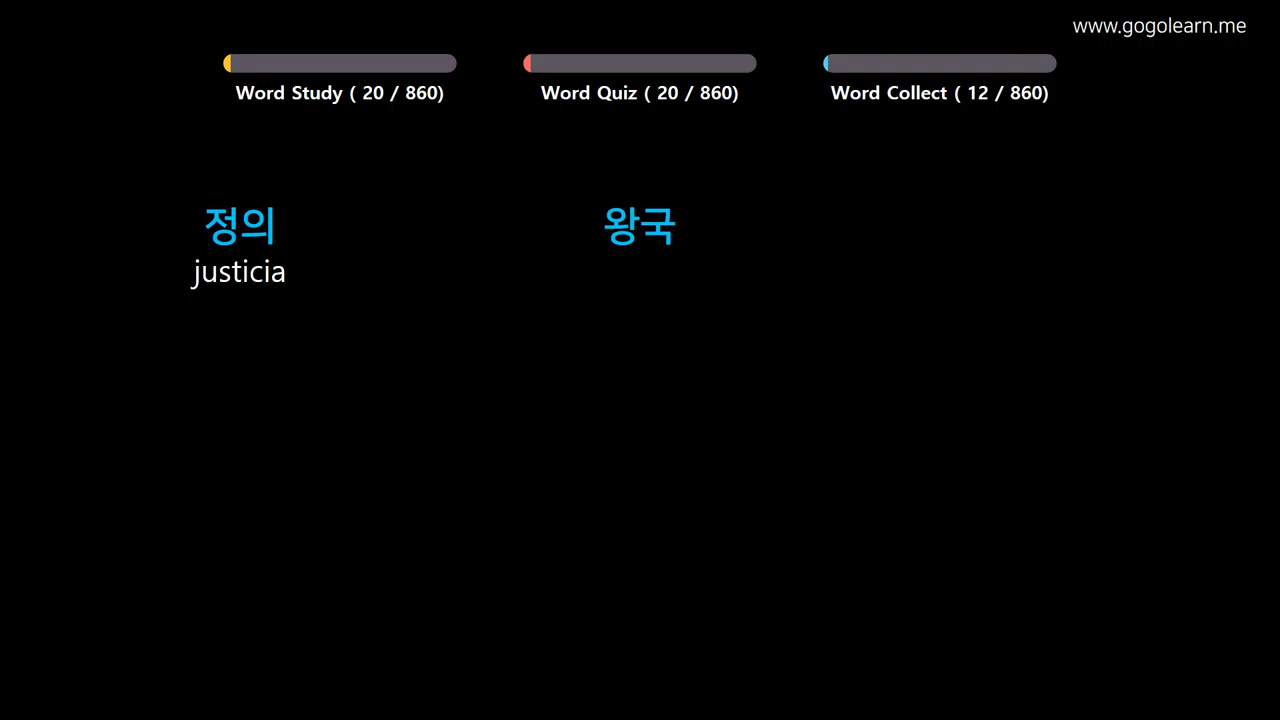 www.gogolearn.me
Word Study ( 20 / 860)
Word Quiz ( 20 / 860)
Word Collect ( 12 / 860)
정의
justicia
왕국